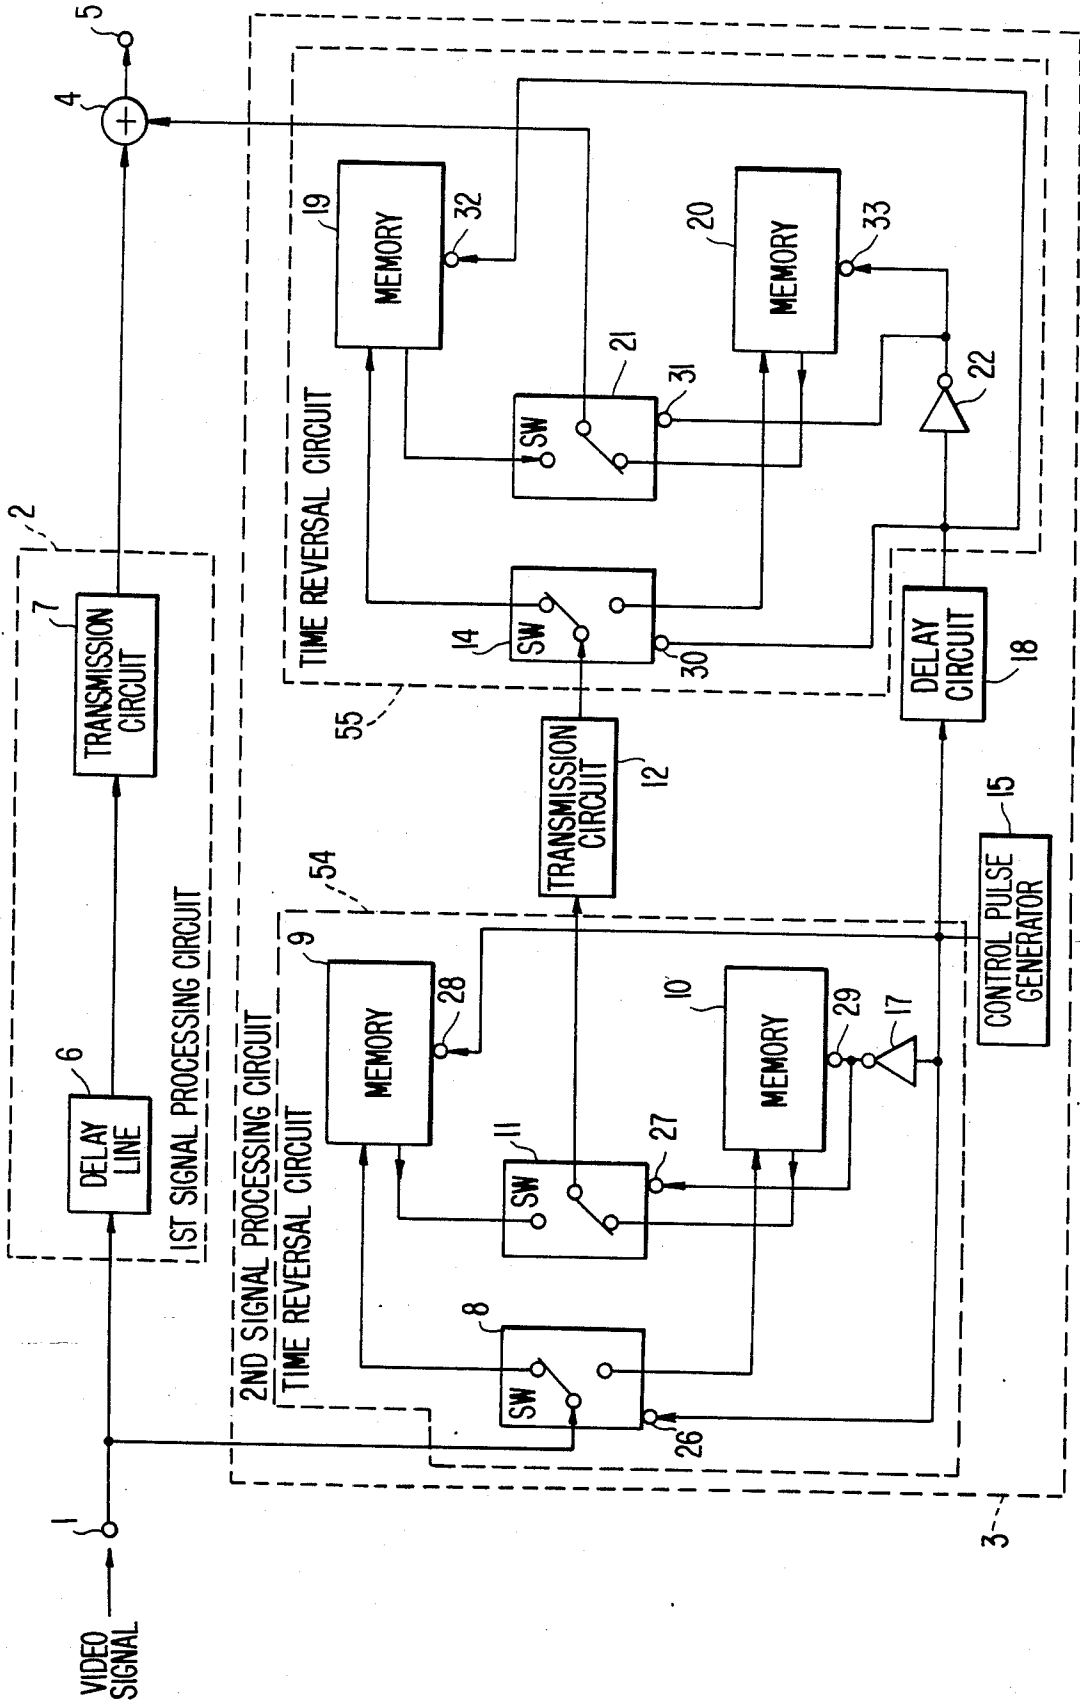 VIDEO
SIGNAL
1
2
6
DELAY
LINE
7
TRANSMISSION
CIRCUIT
1ST SIGNAL PROCESSING CIRCUIT
4
+
5
2ND SIGNAL PROCESSING CIRCUIT
TIME REVERSAL CIRCUIT
54
8
SW
26
9
MEMORY
28
11
SW
27
10
MEMORY
29
17
TRANSMISSION
CIRCUIT
12
CONTROL PULSE
GENERATOR
15
DELAY
CIRCUIT
18
55
TIME REVERSAL CIRCUIT
14
SW
30
19
MEMORY
32
21
SW
31
20
MEMORY
33
22
3